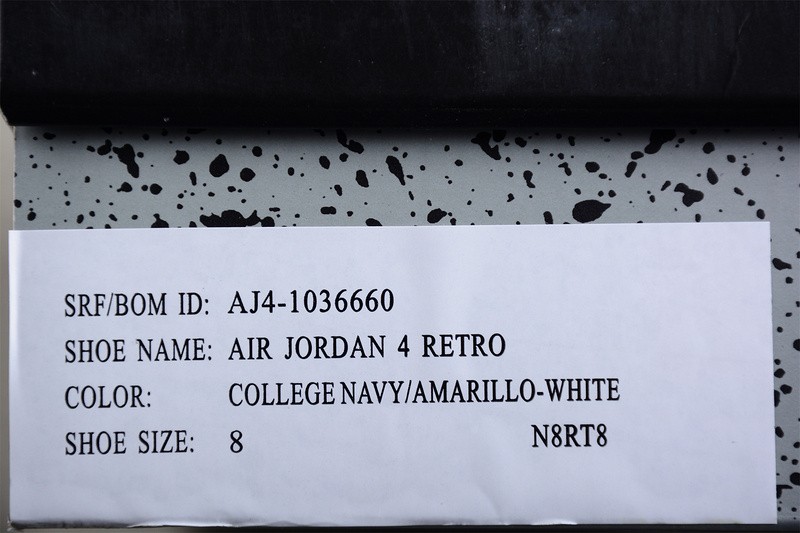 SRF/BOM ID: AJ4-1036660
SHOE NAME: AIR JORDAN 4 RETRO
COLOR: COLLEGE NAVY/AMARILLO-WHITE
SHOE SIZE: 8 N8RT8